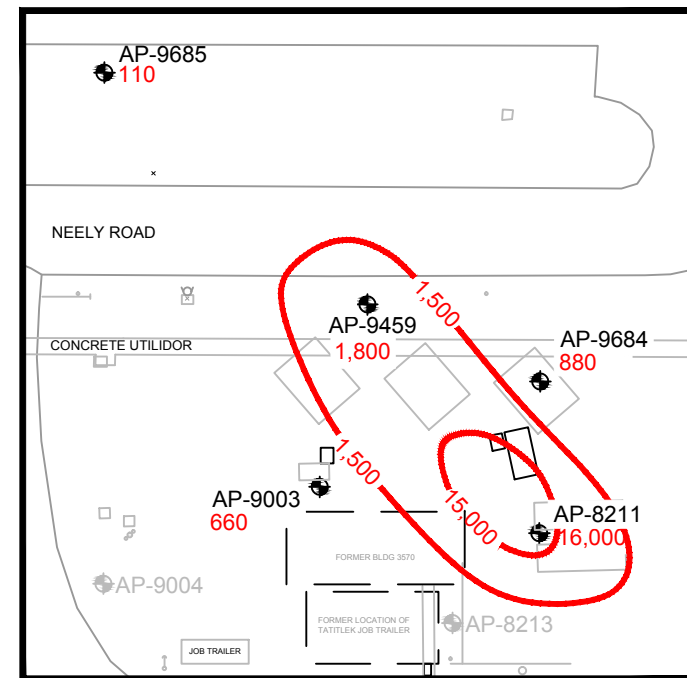 AP-9685
110
NEELY ROAD
1,500
AP-9459
1,800
CONCRETE UTILIDOR
AP-9684
880
1,500
15,000
AP-9003
660
AP-8211
16,000
FORMER BLDG 3570
AP-9004
FORMER LOCATION OF
TATITLEK JOB TRAILER
AP-8213
JOB TRAILER